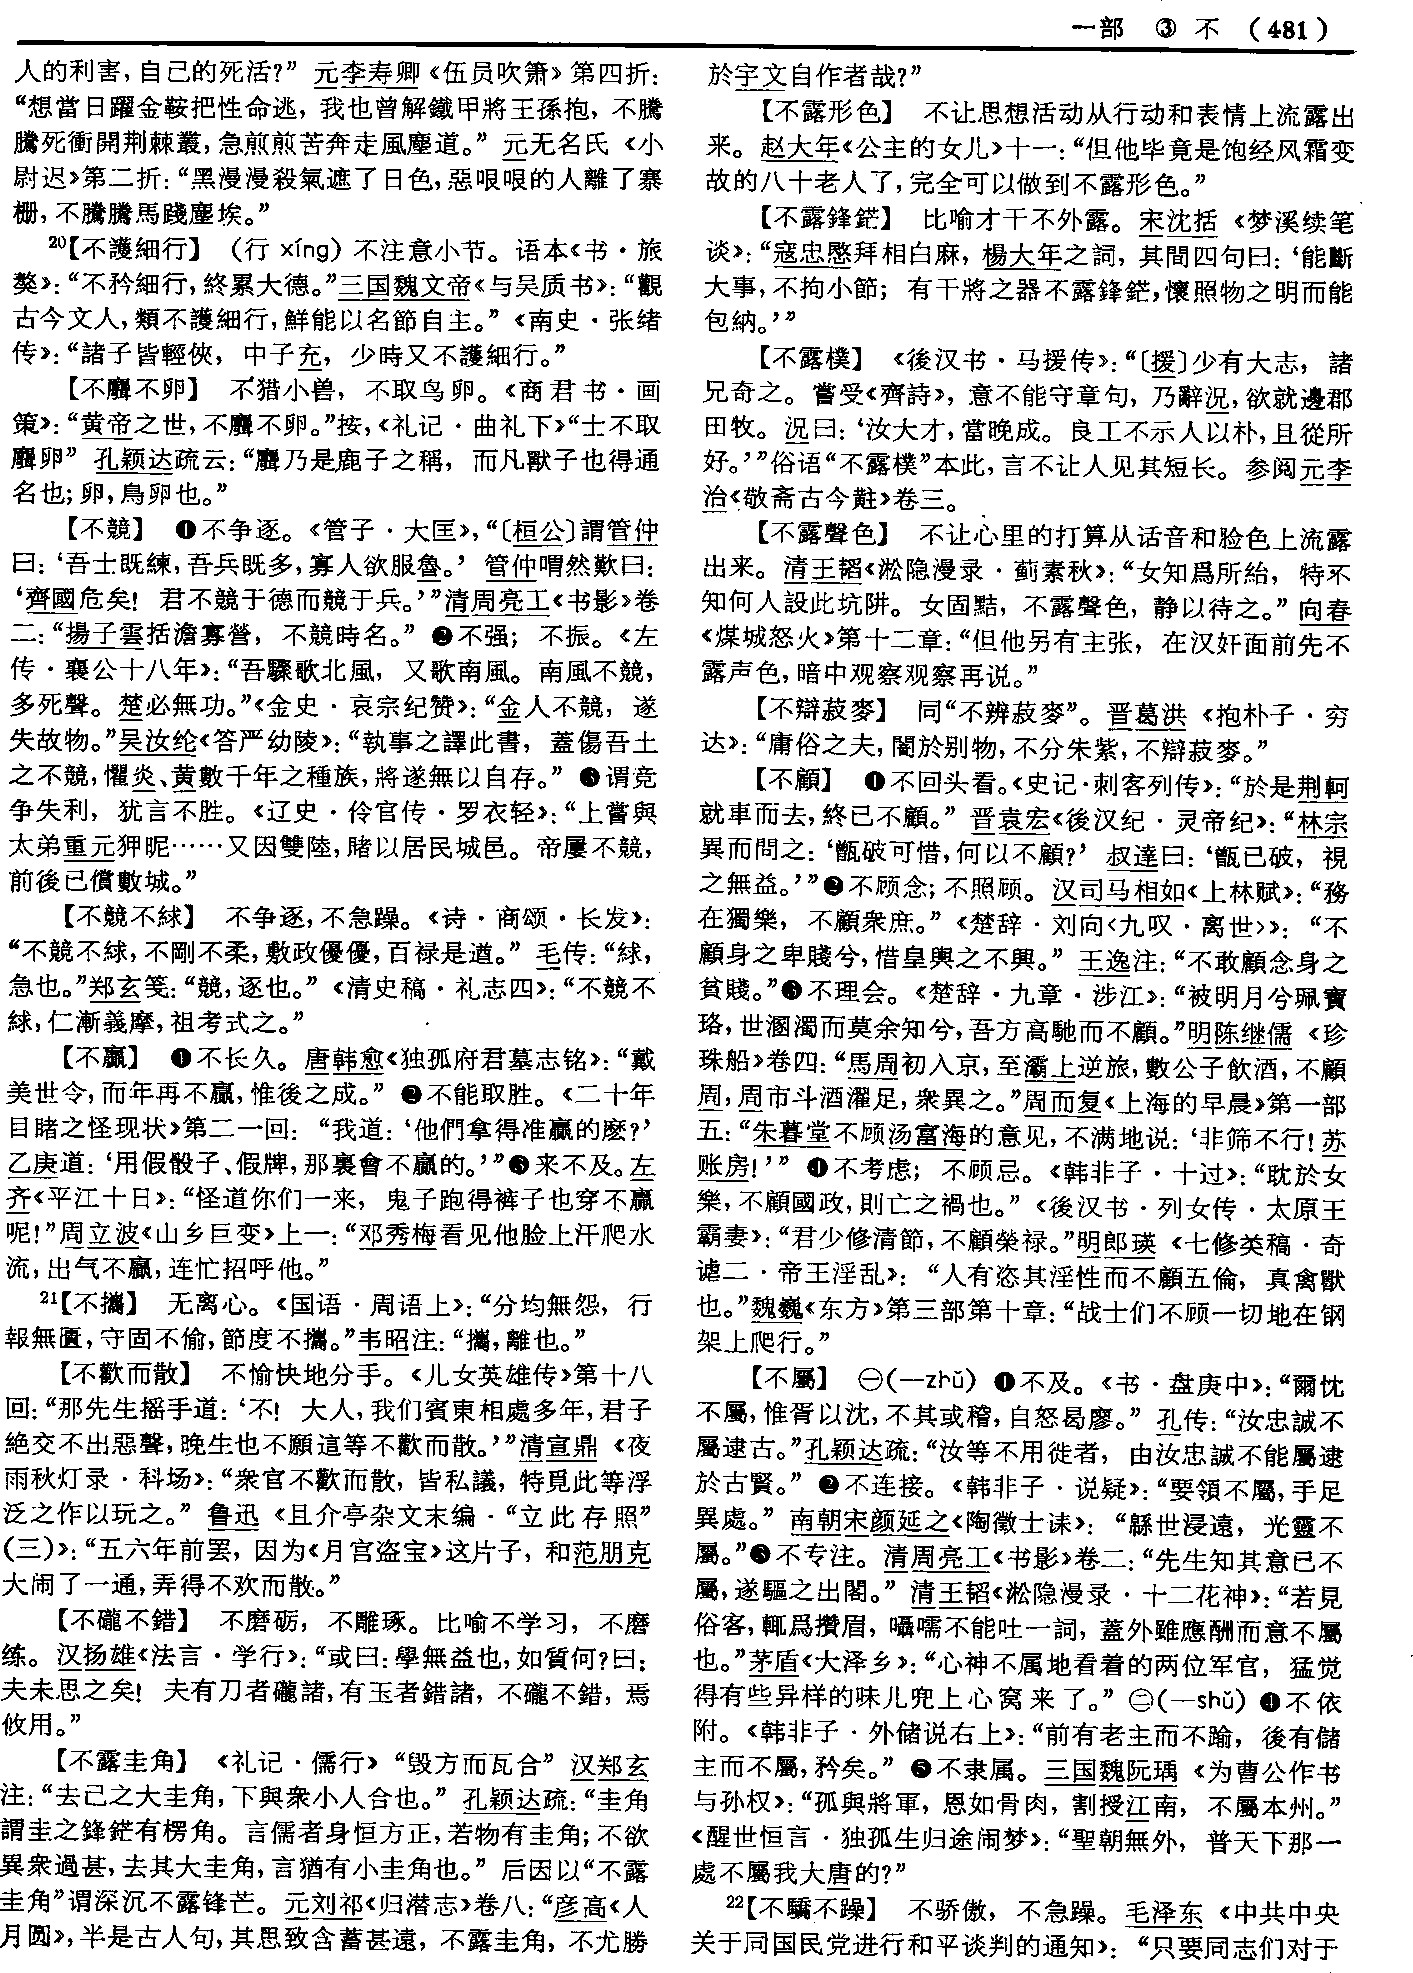 一部 ③ 不 (481)
人的利害，自己的死活？” 元李寿卿《伍员吹箫》第四折：
“想當日躍金鞍把性命逃，我也曾解鐵甲將王孫抱，不騰
騰死衝開荆棘叢，急煎煎苦奔走風塵道。” 元无名氏《小
尉迟》第二折：“黑漫漫殺氣遮了日色，惡哏哏的人離了寨
栅，不騰騰馬踐塵埃。”
20【不護細行】 (行 xíng) 不注意小节。语本《书·旅
獒》：“不矜細行，終累大德。”三国魏文帝《与吴质书》：“觀
古今文人，類不護細行，鮮能以名節自主。”《南史·张绪
传》：“諸子皆輕俠，中子充，少時又不護細行。”
【不麛不卵】 不猎小兽，不取鸟卵。《商君书·画
策》：“黄帝之世，不麛不卵。”按，《礼记·曲礼下》“士不取
麛卵” 孔颖达疏云：“麛乃是鹿子之稱，而凡獸子也得通
名也；卵，鳥卵也。”
【不競】 ❶不争逐。《管子·大匡》，“〔桓公〕謂管仲
曰：‘吾士既練，吾兵既多，寡人欲服魯。’ 管仲喟然歎曰：
‘齊國危矣！君不競于德而競于兵。’”清周亮工《书影》卷
二：“揚子雲括澹寡營，不競時名。” ❷不强；不振。《左
传·襄公十八年》：“吾驟歌北風，又歌南風。南風不競，
多死聲。楚必無功。”《金史·哀宗纪赞》：“金人不競，遂
失故物。”吴汝纶《答严幼陵》：“執事之譯此書，蓋傷吾土
之不競，懼炎、黄數千年之種族，將遂無以自存。” ❸谓竞
争失利，犹言不胜。《辽史·伶官传·罗衣轻》：“上嘗與
太弟重元狎昵……又因雙陸，賭以居民城邑。帝屢不競，
前後已償數城。”
【不競不絿】 不争逐，不急躁。《诗·商颂·长发》：
“不競不絿，不剛不柔，敷政優優，百禄是遒。” 毛传：“絿，
急也。”郑玄笺：“競，逐也。”《清史稿·礼志四》：“不競不
絿，仁漸義摩，祖考式之。”
【不贏】 ❶不长久。唐韩愈《独孤府君墓志铭》：“戴
美世令，而年再不贏，惟後之成。” ❷不能取胜。《二十年
目睹之怪现状》第二一回：“我道：‘他們拿得准贏的麽？’
乙庚道：‘用假骰子、假牌，那裏會不贏的。’”❸来不及。左
齐《平江十日》：“怪道你们一来，鬼子跑得裤子也穿不贏
呢！”周立波《山乡巨变》上一：“邓秀梅看见他脸上汗爬水
流，出气不贏，连忙招呼他。”
21【不攜】 无离心。《国语·周语上》：“分均無怨，行
報無匱，守固不偷，節度不攜。”韦昭注：“攜，離也。”
【不歡而散】 不愉快地分手。《儿女英雄传》第十八
回：“那先生摇手道：‘不！大人，我们賓東相處多年，君子
絶交不出惡聲，晚生也不願這等不歡而散。’”清宣鼎《夜
雨秋灯录·科场》：“衆官不歡而散，皆私議，特覓此等浮
泛之作以玩之。” 鲁迅《且介亭杂文末编·“立此存照”
(三)》：“五六年前罢，因为《月宫盗宝》这片子，和范朋克
大闹了一通，弄得不欢而散。”
【不礲不錯】 不磨砺，不雕琢。比喻不学习，不磨
练。汉扬雄《法言·学行》：“或曰：學無益也，如質何？曰：
夫未思之矣！夫有刀者礲諸，有玉者錯諸，不礲不錯，焉
攸用。”
【不露圭角】 《礼记·儒行》“毁方而瓦合” 汉郑玄
注：“去己之大圭角，下與衆小人合也。” 孔颖达疏：“圭角
謂圭之鋒鋩有楞角。言儒者身恒方正，若物有圭角；不欲
異衆過甚，去其大圭角，言猶有小圭角也。” 后因以“不露
圭角”谓深沉不露锋芒。元刘祁《归潜志》卷八：“彦高《人
月圆》，半是古人句，其思致含蓄甚遠，不露圭角，不尤勝
於宇文自作者哉？”
【不露形色】 不让思想活动从行动和表情上流露出
来。赵大年《公主的女儿》十一：“但他毕竟是饱经风霜变
故的八十老人了，完全可以做到不露形色。”
【不露鋒鋩】 比喻才干不外露。宋沈括《梦溪续笔
谈》：“寇忠愍拜相白麻，楊大年之詞，其間四句曰：‘能斷
大事，不拘小節；有干將之器不露鋒鋩，懷照物之明而能
包納。’”
【不露樸】 《後汉书·马援传》：“〔援〕少有大志，諸
兄奇之。嘗受《齊詩》，意不能守章句，乃辭況，欲就邊郡
田牧。況曰：‘汝大才，當晚成。良工不示人以朴，且從所
好。’”俗语“不露樸”本此，言不让人见其短长。参阅元李
治《敬斋古今黈》卷三。
【不露聲色】 不让心里的打算从话音和脸色上流露
出来。清王韬《淞隐漫录·蓟素秋》：“女知爲所紿，特不
知何人設此坑阱。女固黠，不露聲色，静以待之。” 向春
《煤城怒火》第十二章：“但他另有主张，在汉奸面前先不
露声色，暗中观察观察再说。”
【不辯菽麥】 同“不辨菽麥”。晋葛洪《抱朴子·穷
达》：“庸俗之夫，闇於别物，不分朱紫，不辯菽麥。”
【不顧】 ❶不回头看。《史记·刺客列传》：“於是荆軻
就車而去，終已不顧。” 晋袁宏《後汉纪·灵帝纪》：“林宗
異而問之：‘甑破可惜，何以不顧？’ 叔達曰：‘甑已破，視
之無益。’”❷不顾念；不照顾。汉司马相如《上林赋》：“務
在獨樂，不顧衆庶。”《楚辞·刘向〈九叹·离世〉》：“不
顧身之卑賤兮，惜皇輿之不興。” 王逸注：“不敢顧念身之
貧賤。”❸不理会。《楚辞·九章·涉江》：“被明月兮珮寶
珞，世溷濁而莫余知兮，吾方高馳而不顧。”明陈继儒《珍
珠船》卷四：“馬周初入京，至灞上逆旅，數公子飲酒，不顧
周，周市斗酒濯足，衆異之。”周而复《上海的早晨》第一部
五：“朱暮堂不顾汤富海的意见，不满地说：‘非筛不行！苏
账房！’” ❹不考虑；不顾忌。《韩非子·十过》：“耽於女
樂，不顧國政，則亡之禍也。”《後汉书·列女传·太原王
霸妻》：“君少修清節，不顧榮禄。”明郎瑛《七修类稿·奇
谑二·帝王淫乱》：“人有恣其淫性而不顧五倫，真禽獸
也。”魏巍《东方》第三部第十章：“战士们不顾一切地在钢
架上爬行。”
【不屬】 ㊀(—zhǔ) ❶不及。《书·盘庚中》：“爾忱
不屬，惟胥以沈，不其或稽，自怒曷廖。” 孔传：“汝忠誠不
屬逮古。”孔颖达疏：“汝等不用徙者，由汝忠誠不能屬逮
於古賢。” ❷不连接。《韩非子·说疑》：“要領不屬，手足
異處。” 南朝宋颜延之《陶徵士诔》：“緜世浸遠，光靈不
屬。”❸不专注。清周亮工《书影》卷二：“先生知其意已不
屬，遂驅之出閣。” 清王韬《淞隐漫录·十二花神》：“若見
俗客，輒爲攢眉，囁嚅不能吐一詞，蓋外雖應酬而意不屬
也。”茅盾《大泽乡》：“心神不属地看着的两位军官，猛觉
得有些异样的味儿兜上心窝来了。” ㊁(—shǔ) ❹不依
附。《韩非子·外储说右上》：“前有老主而不踰，後有儲
主而不屬，矜矣。” ❺不隶属。三国魏阮瑀《为曹公作书
与孙权》：“孤與將軍，恩如骨肉，割授江南，不屬本州。”
《醒世恒言·独孤生归途闹梦》：“聖朝無外，普天下那一
處不屬我大唐的？”
22【不驕不躁】 不骄傲，不急躁。毛泽东《中共中央
关于同国民党进行和平谈判的通知》：“只要同志们对于